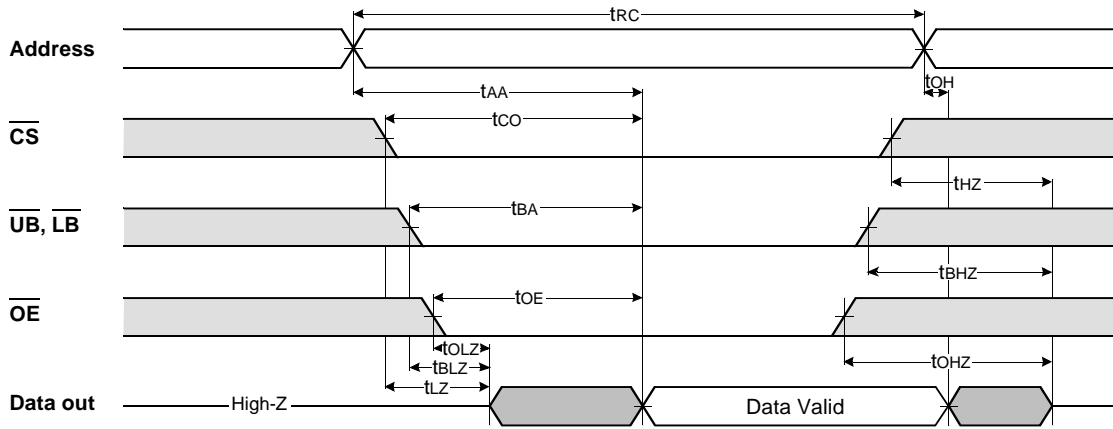 tRC
Address
tOH
tAA
CS
tCO
tHZ
UB, LB
tBA
tBHZ
OE
tOE
tOLZ
tOHZ
tBLZ
tLZ
Data out
High-Z
Data Valid